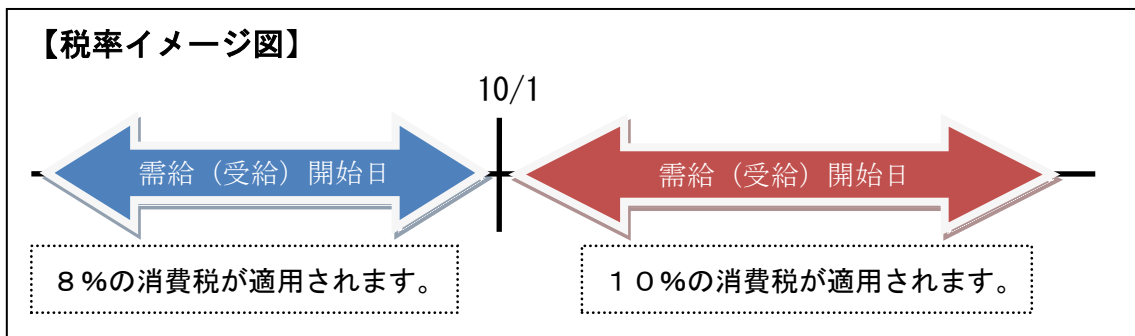 【税率イメージ図】
10/1
需給（受給）開始日
需給（受給）開始日
８％の消費税が適用されます。
１０％の消費税が適用されます。